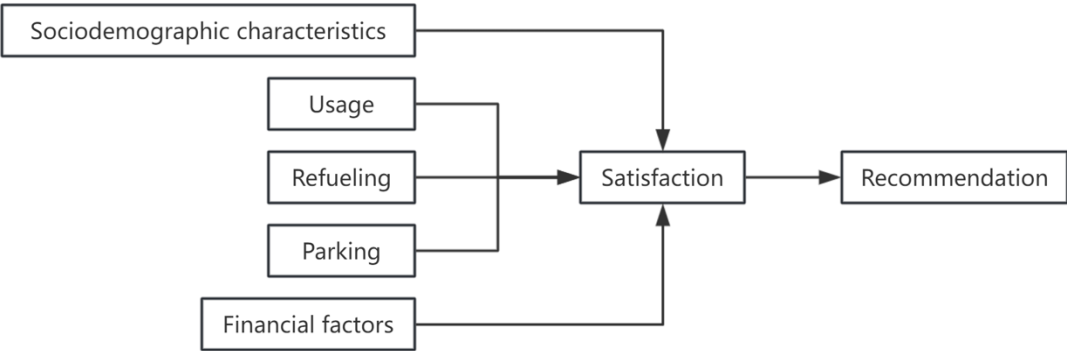 Sociodemographic characteristics
Usage
Refueling
Satisfaction
Recommendation
Parking
Financial factors